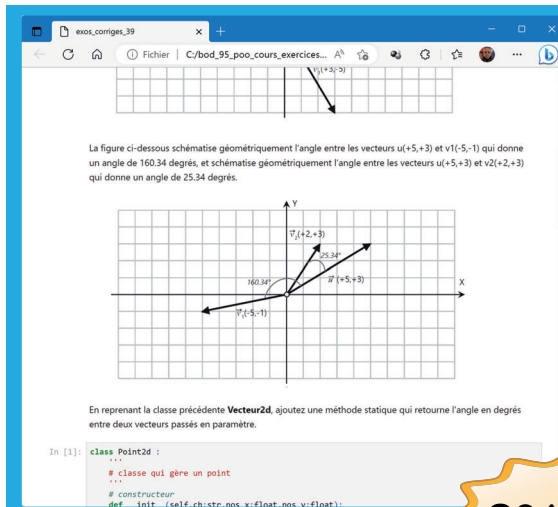 exos_corriges_39
Fichier | C:/bod_95_poo_cours_exercices...
v₃(+3,-5)
La figure ci-dessous schématise géométriquement l'angle entre les vecteurs u(+5,+3) et v1(-5,-1) qui donne
un angle de 160.34 degrés, et schématise géométriquement l'angle entre les vecteurs u(+5,+3) et v2(+2,+3)
qui donne un angle de 25.34 degrés.
Y
v₂(+2,+3)
25.34°
160.34°
u (+5,+3)
X
v₁(-5,-1)
En reprenant la classe précédente Vecteur2d, ajoutez une méthode statique qui retourne l'angle en degrés
entre deux vecteurs passés en paramètre.
In [1]: class Point2d :
'''
# classe qui gère un point
'''
# constructeur
def __init__(self,ch:str,pos_x:float,pos_y:float):